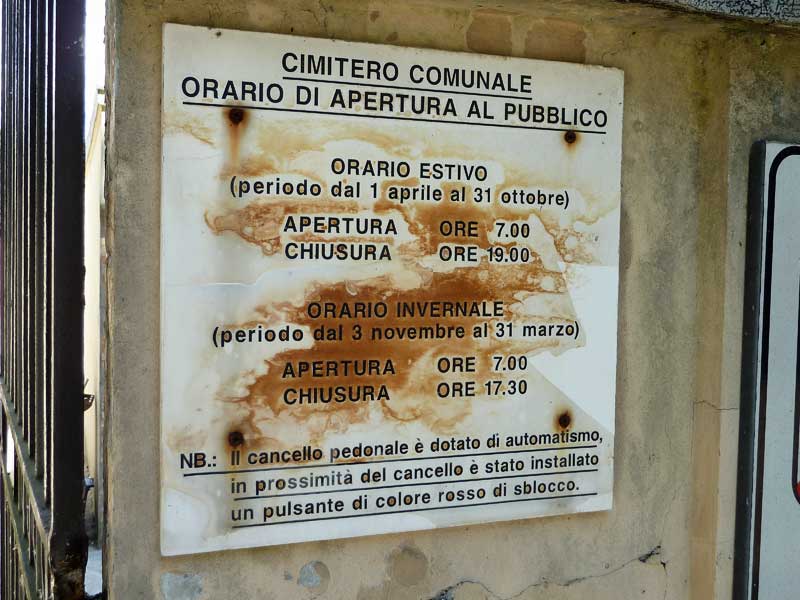 CIMITERO COMUNALE
ORARIO DI APERTURA AL PUBBLICO
ORARIO ESTIVO
(periodo dal 1 aprile al 31 ottobre)
APERTURA ORE 7.00
CHIUSURA ORE 19.00
ORARIO INVERNALE
(periodo dal 3 novembre al 31 marzo)
APERTURA ORE 7.00
CHIUSURA ORE 17.30
NB.: Il cancello pedonale è dotato di automatismo,
in prossimità del cancello è stato installato
un pulsante di colore rosso di sblocco.